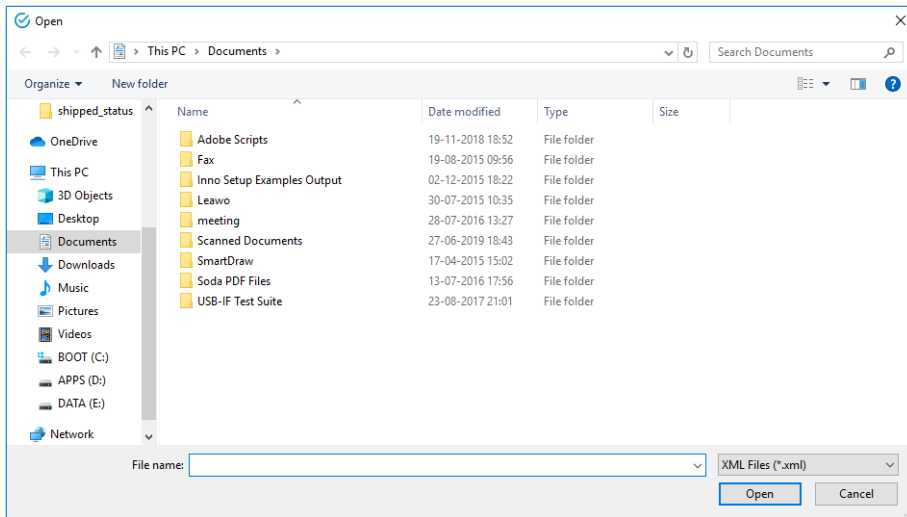 Open
This PC > Documents >
Search Documents
Organize New folder
?
Name Date modified Type Size
shipped_status
OneDrive
This PC
3D Objects
Desktop
Documents
Downloads
Music
Pictures
Videos
BOOT (C:)
APPS (D:)
DATA (E:)
Network
Adobe Scripts 19-11-2018 18:52 File folder
Fax 19-08-2015 09:56 File folder
Inno Setup Examples Output 02-12-2015 18:22 File folder
Leawo 30-07-2015 10:35 File folder
meeting 28-07-2016 13:27 File folder
Scanned Documents 27-06-2019 18:43 File folder
SmartDraw 17-04-2015 15:02 File folder
Soda PDF Files 13-07-2016 17:56 File folder
USB-IF Test Suite 23-08-2017 21:01 File folder
File name:
XML Files (*.xml)
Open Cancel